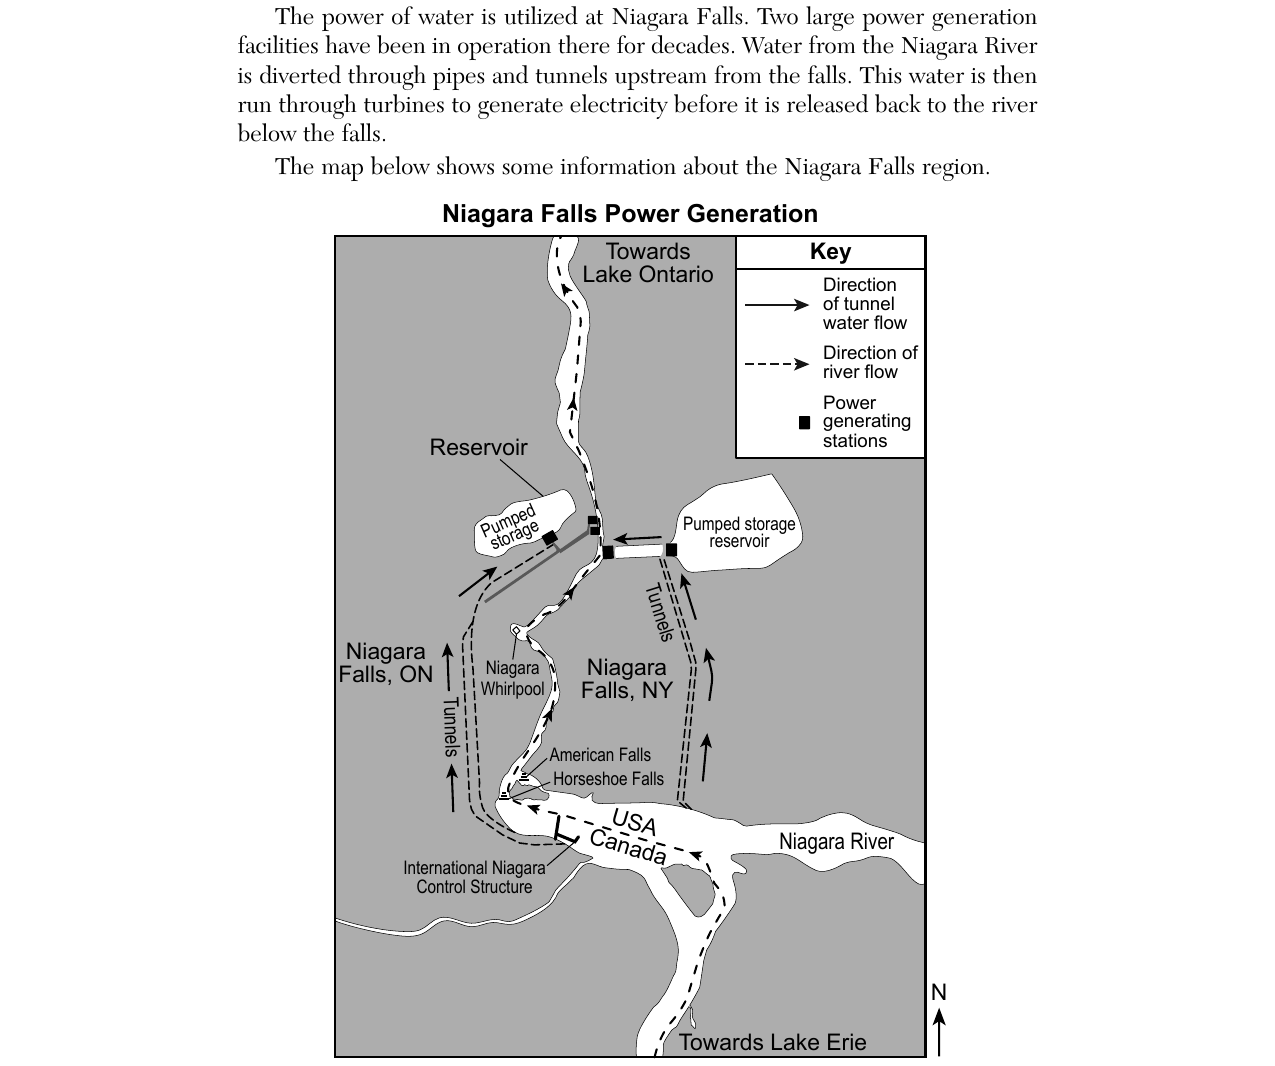 The power of water is utilized at Niagara Falls. Two large power generation
facilities have been in operation there for decades. Water from the Niagara River
is diverted through pipes and tunnels upstream from the falls. This water is then
run through turbines to generate electricity before it is released back to the river
below the falls.
The map below shows some information about the Niagara Falls region.
Niagara Falls Power Generation
Towards
Lake Ontario
Key
Direction
of tunnel
water flow
Direction of
river flow
Power
generating
stations
Reservoir
Pumped
storage
Pumped storage
reservoir
Tunnels
Niagara
Falls, ON
Niagara
Whirlpool
Niagara
Falls, NY
Tunnels
American Falls
Horseshoe Falls
USA
Canada
Niagara River
International Niagara
Control Structure
N
Towards Lake Erie